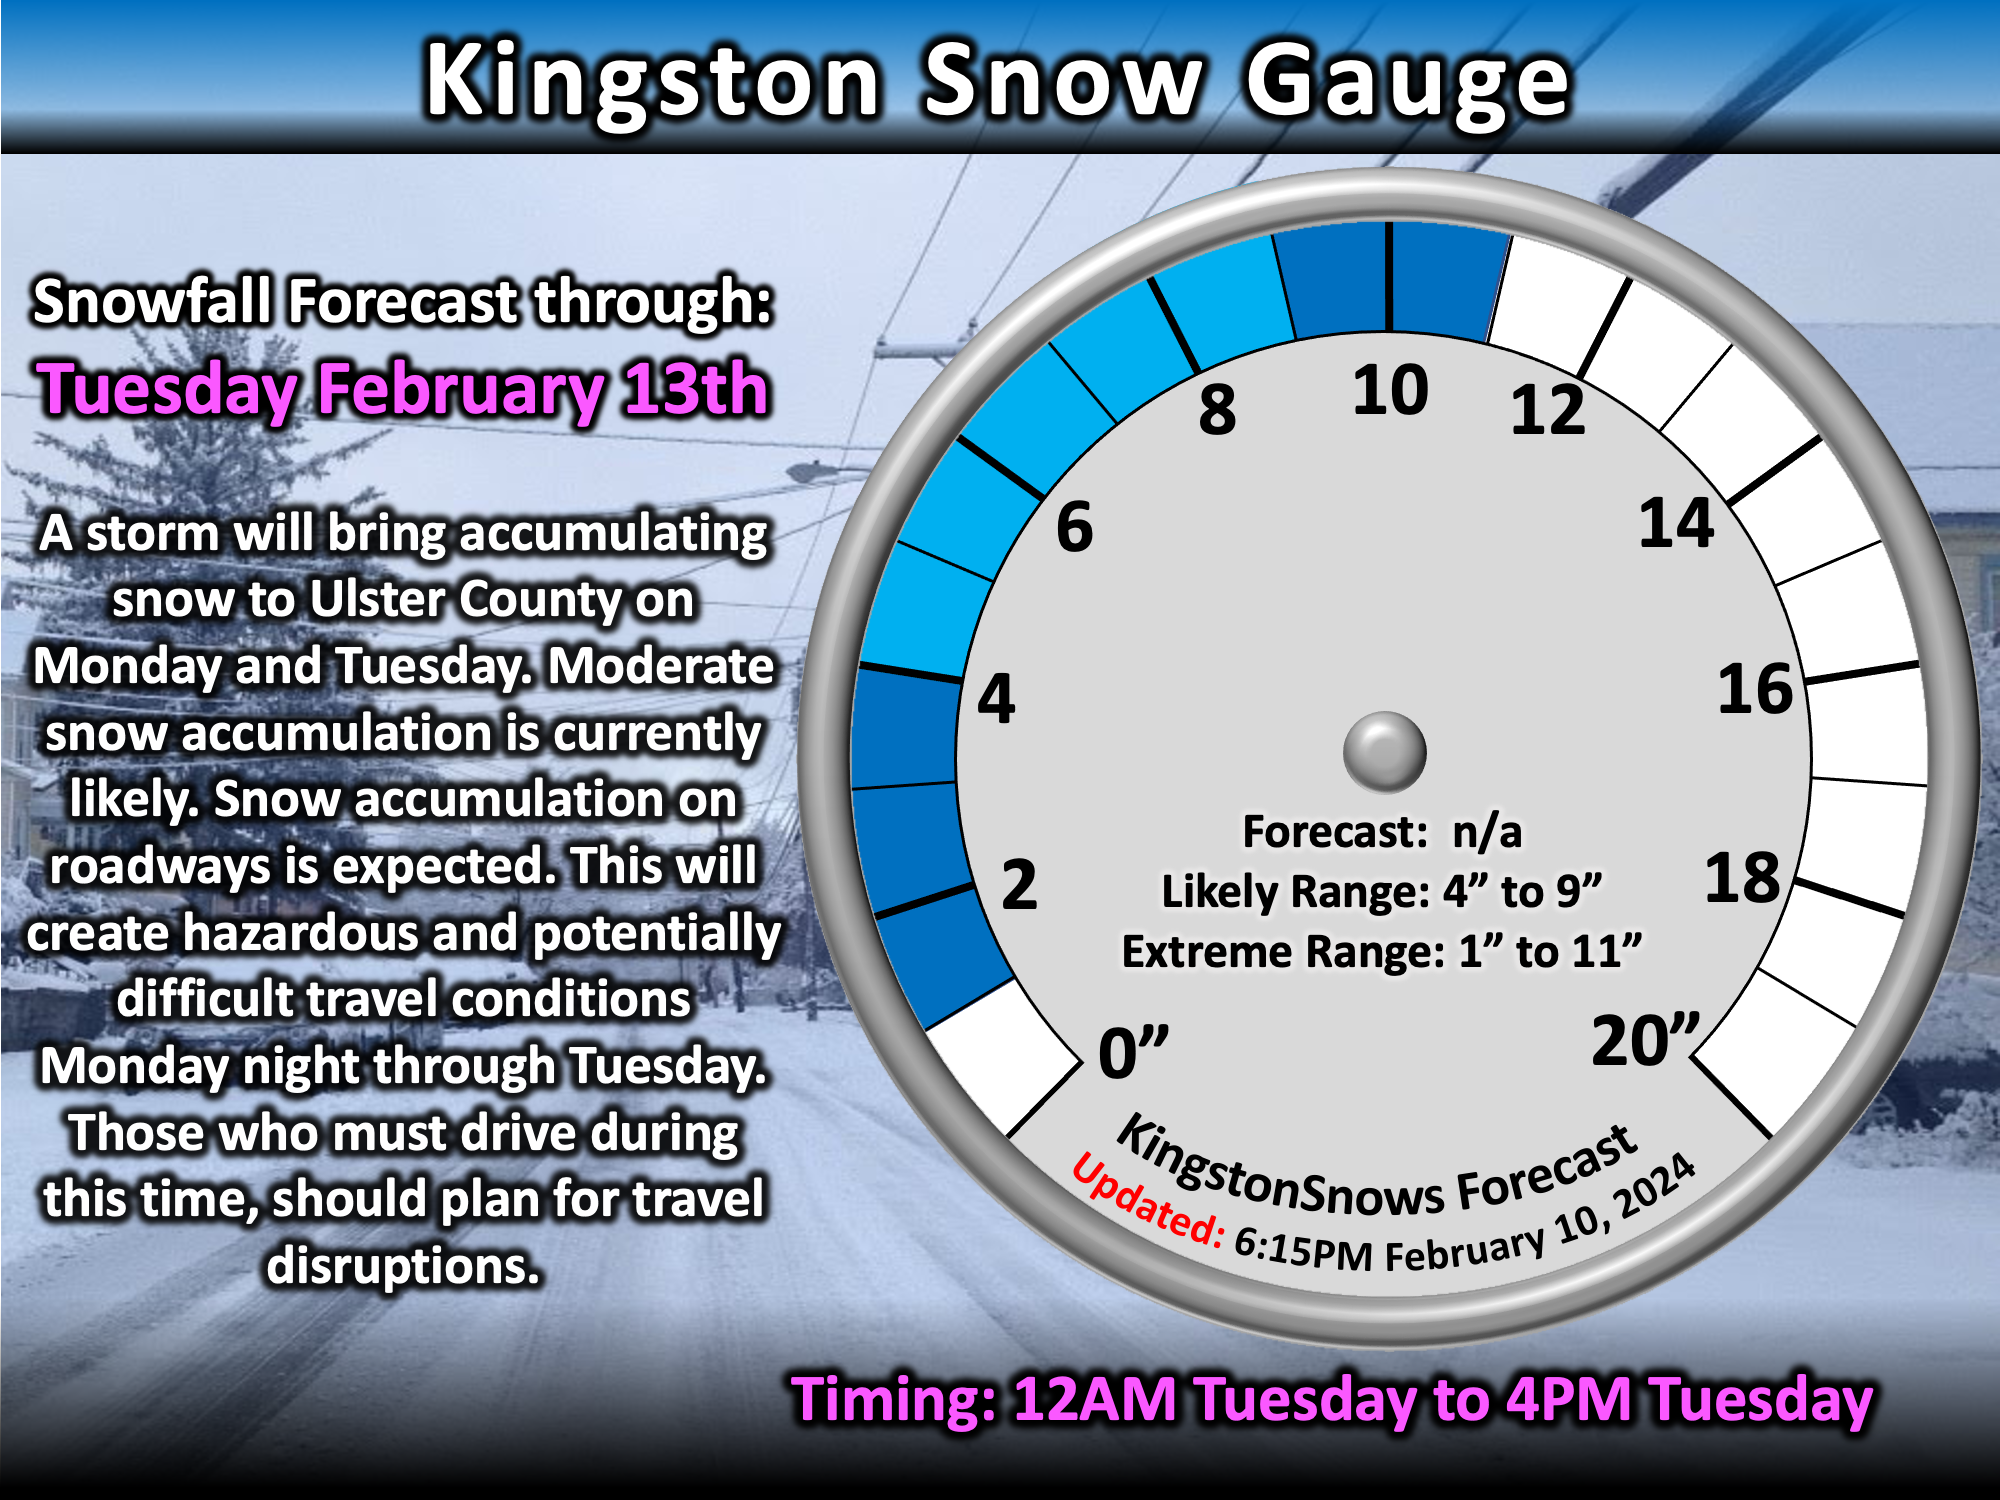 Kingston Snow Gauge
Snowfall Forecast through:
Tuesday February 13th
A storm will bring accumulating
snow to Ulster County on
Monday and Tuesday. Moderate
snow accumulation is currently
likely. Snow accumulation on
roadways is expected. This will
create hazardous and potentially
difficult travel conditions
Monday night through Tuesday.
Those who must drive during
this time, should plan for travel
disruptions.
0”
2
4
6
8
10
12
14
16
18
20”
Forecast: n/a
Likely Range: 4” to 9”
Extreme Range: 1” to 11”
KingstonSnows Forecast
Updated: 6:15PM February 10, 2024
Timing: 12AM Tuesday to 4PM Tuesday